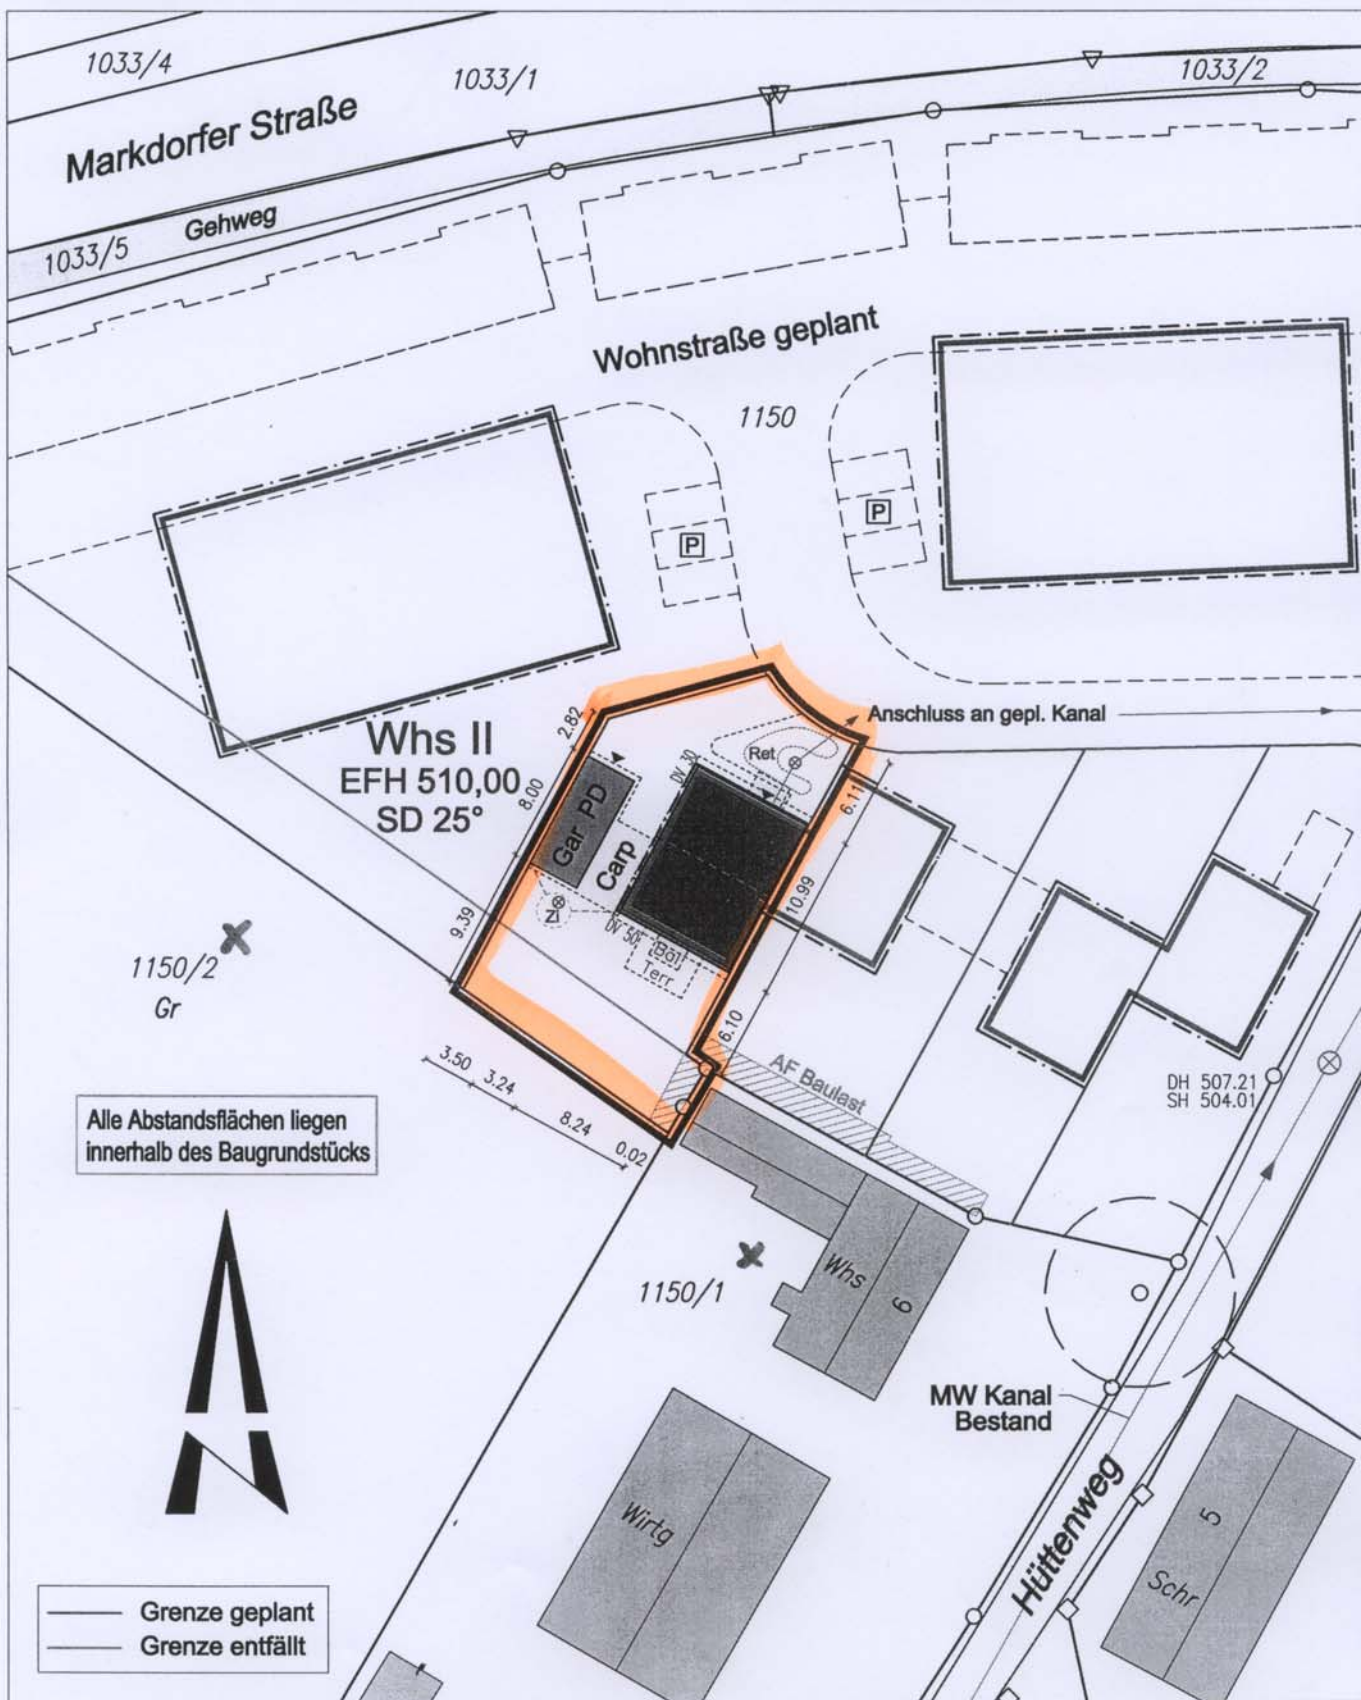 1033/4
1033/1
1033/2
Markdorfer Straße
Gehweg
1033/5
Wohnstraße geplant
1150
P
P
Anschluss an gepl. Kanal
Whs II
EFH 510,00
SD 25°
2.82
8.00
9.39
Ret
DV 30
6.11
Gar PD
Carp
10.99
Zi
DV 50
Bal
Terr
6.10
1150/2
Gr
3.50
3.24
8.24
0.02
AF Baulast
DH 507.21
SH 504.01
Alle Abstandsflächen liegen
innerhalb des Baugrundstücks
1150/1
Whs
6
MW Kanal
Bestand
Wirtg
Hüttenweg
5
Schr
Grenze geplant
Grenze entfällt